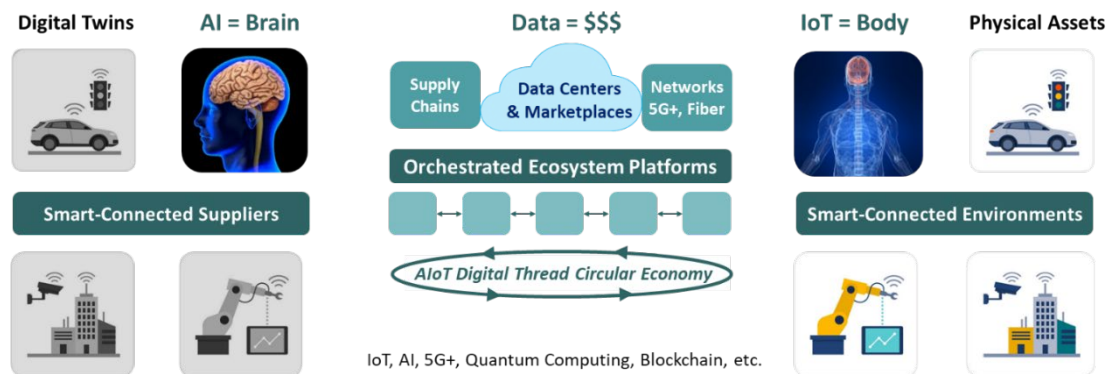 Digital Twins
AI = Brain
Data = $$$
IoT = Body
Physical Assets
Supply
Chains
Data Centers
& Marketplaces
Networks
5G+, Fiber
Orchestrated Ecosystem Platforms
Smart-Connected Suppliers
Smart-Connected Environments
AIoT Digital Thread Circular Economy
IoT, AI, 5G+, Quantum Computing, Blockchain, etc.